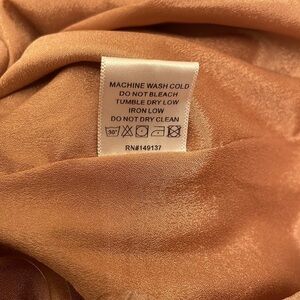 MACHINE WASH COLD
DO NOT BLEACH
TUMBLE DRY LOW
IRON LOW
DO NOT DRY CLEAN
30°
RN#149137